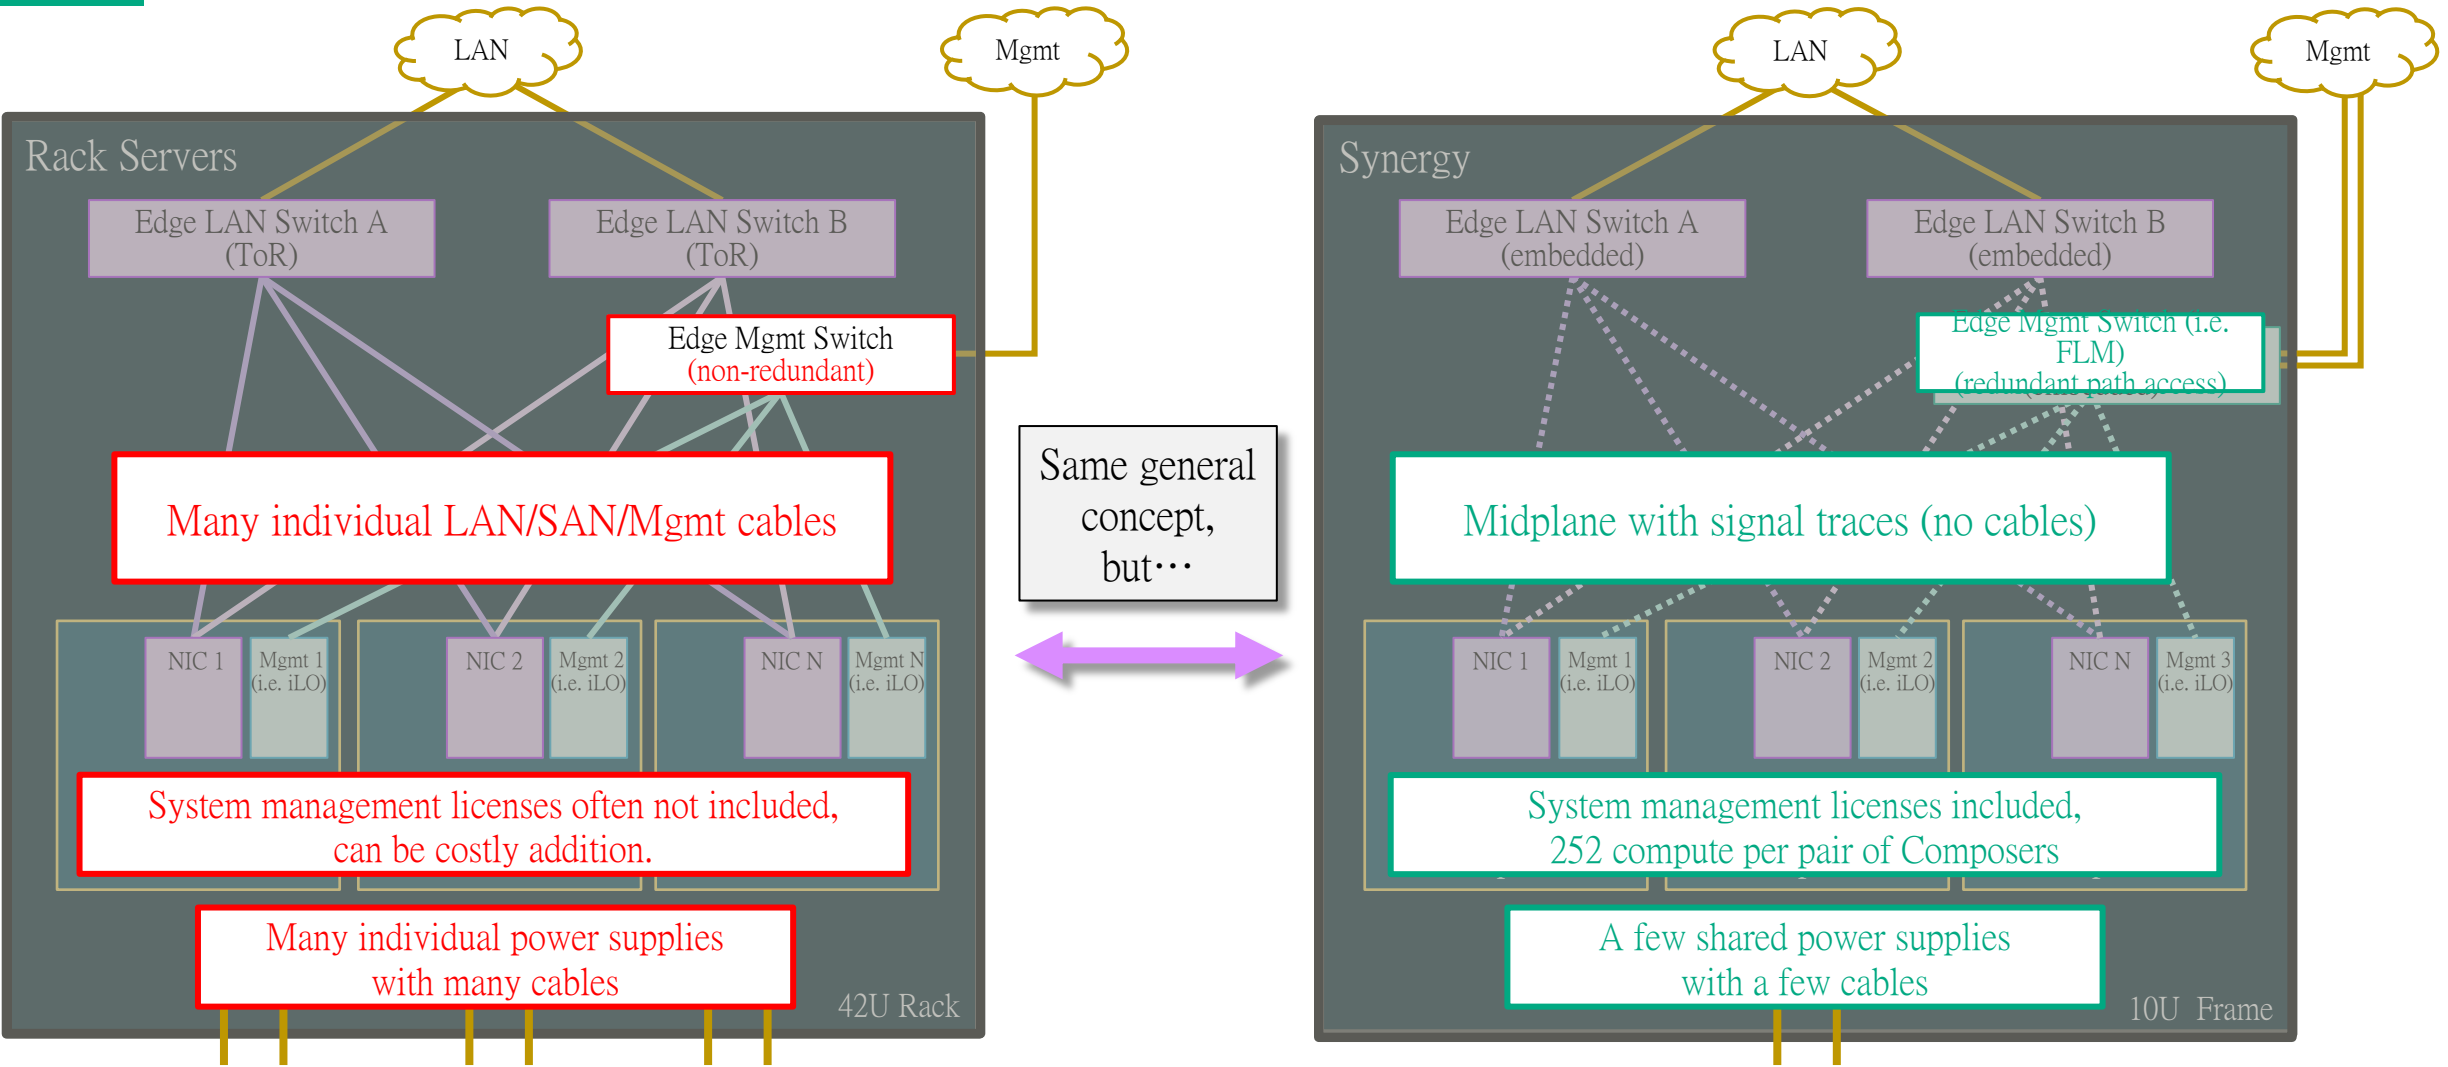 LAN
Mgmt
Rack Servers
Edge LAN Switch A
(ToR)
Edge LAN Switch B
(ToR)
Edge Mgmt Switch
(non-redundant)
Many individual LAN/SAN/Mgmt cables
NIC 1
Mgmt 1
(i.e. iLO)
NIC 2
Mgmt 2
(i.e. iLO)
NIC N
Mgmt N
(i.e. iLO)
System management licenses often not included,
can be costly addition.
Many individual power supplies
with many cables
42U Rack
Same general
concept,
but…
LAN
Mgmt
Synergy
Edge LAN Switch A
(embedded)
Edge LAN Switch B
(embedded)
Edge Mgmt Switch (i.e.
FLM)
(redundant path access)
Midplane with signal traces (no cables)
NIC 1
Mgmt 1
(i.e. iLO)
NIC 2
Mgmt 2
(i.e. iLO)
NIC N
Mgmt 3
(i.e. iLO)
System management licenses included,
252 compute per pair of Composers
A few shared power supplies
with a few cables
10U Frame